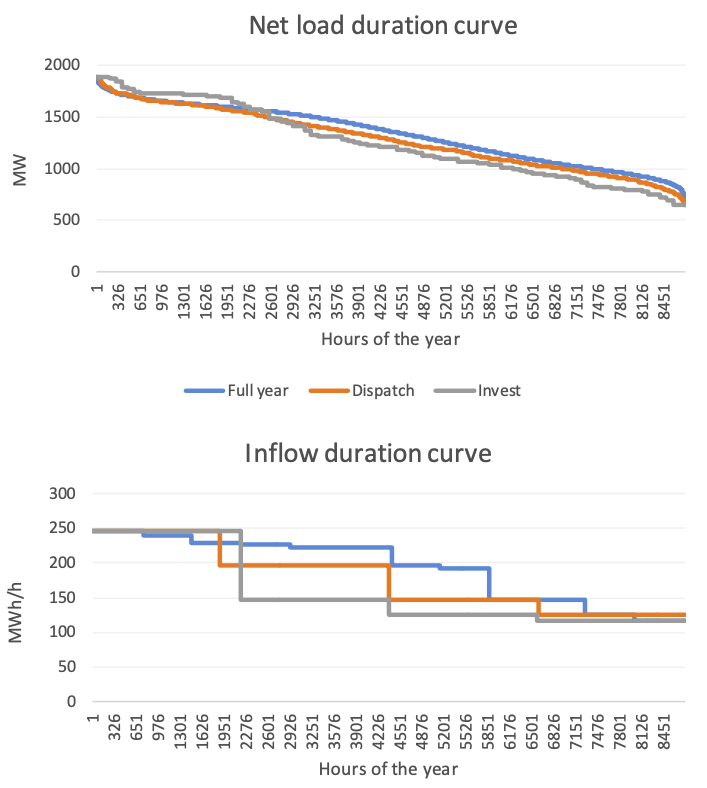 Net load duration curve
2000
1500
1000
500
0
MW
1 326 651 976 1301 1626 1951 2276 2601 2926 3251 3576 3901 4226 4551 4876 5201 5526 5851 6176 6501 6826 7151 7476 7801 8126 8451
Hours of the year
Full year Dispatch Invest
Inflow duration curve
300
250
200
150
100
50
0
MWh/h
1 326 651 976 1301 1626 1951 2276 2601 2926 3251 3576 3901 4226 4551 4876 5201 5526 5851 6176 6501 6826 7151 7476 7801 8126 8451
Hours of the year